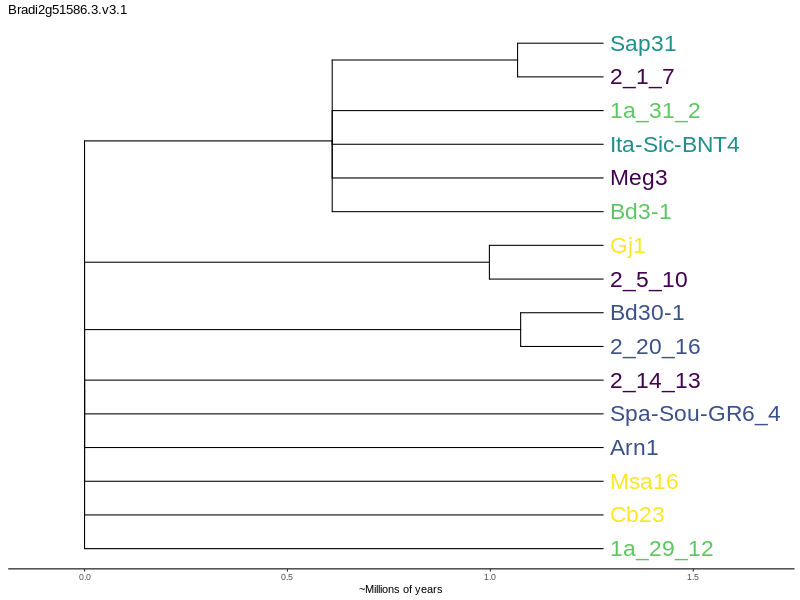 Bradi2g51586.3.v3.1
Sap31
2_1_7
1a_31_2
Ita-Sic-BNT4
Meg3
Bd3-1
Gj1
2_5_10
Bd30-1
2_20_16
2_14_13
Spa-Sou-GR6_4
Arn1
Msa16
Cb23
1a_29_12
0.0 0.5 1.0 1.5
~Millions of years